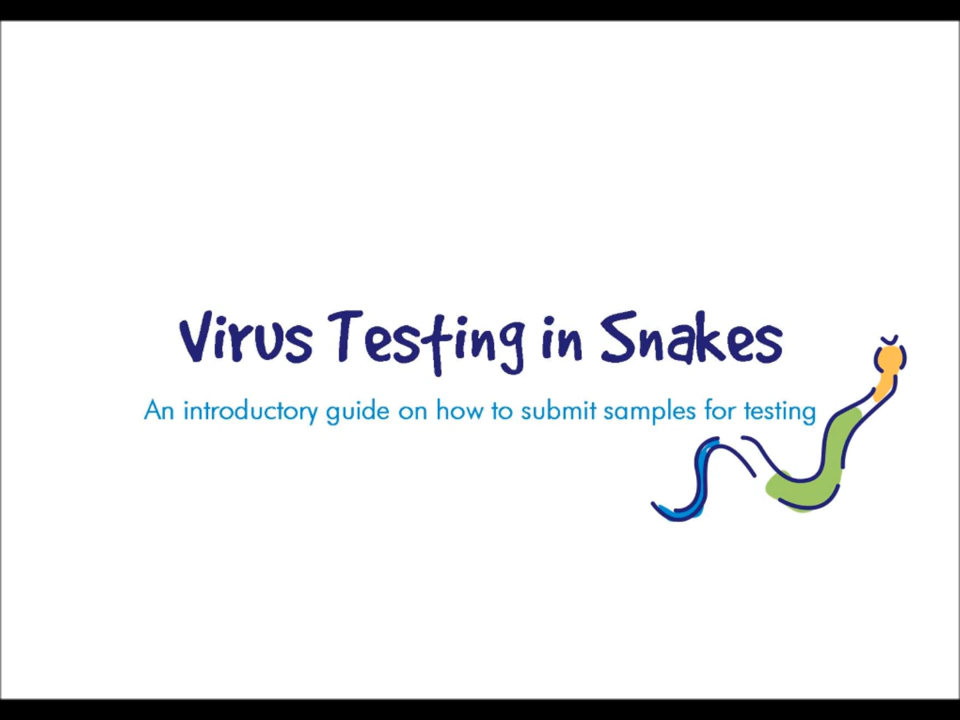 Virus Testing in Snakes
An introductory guide on how to submit samples for testing